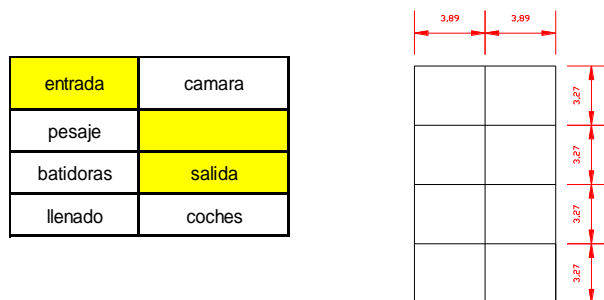 entrada camara
pesaje
batidoras salida
llenado coches
3,89 3,89
3,27
3,27
3,27
3,27